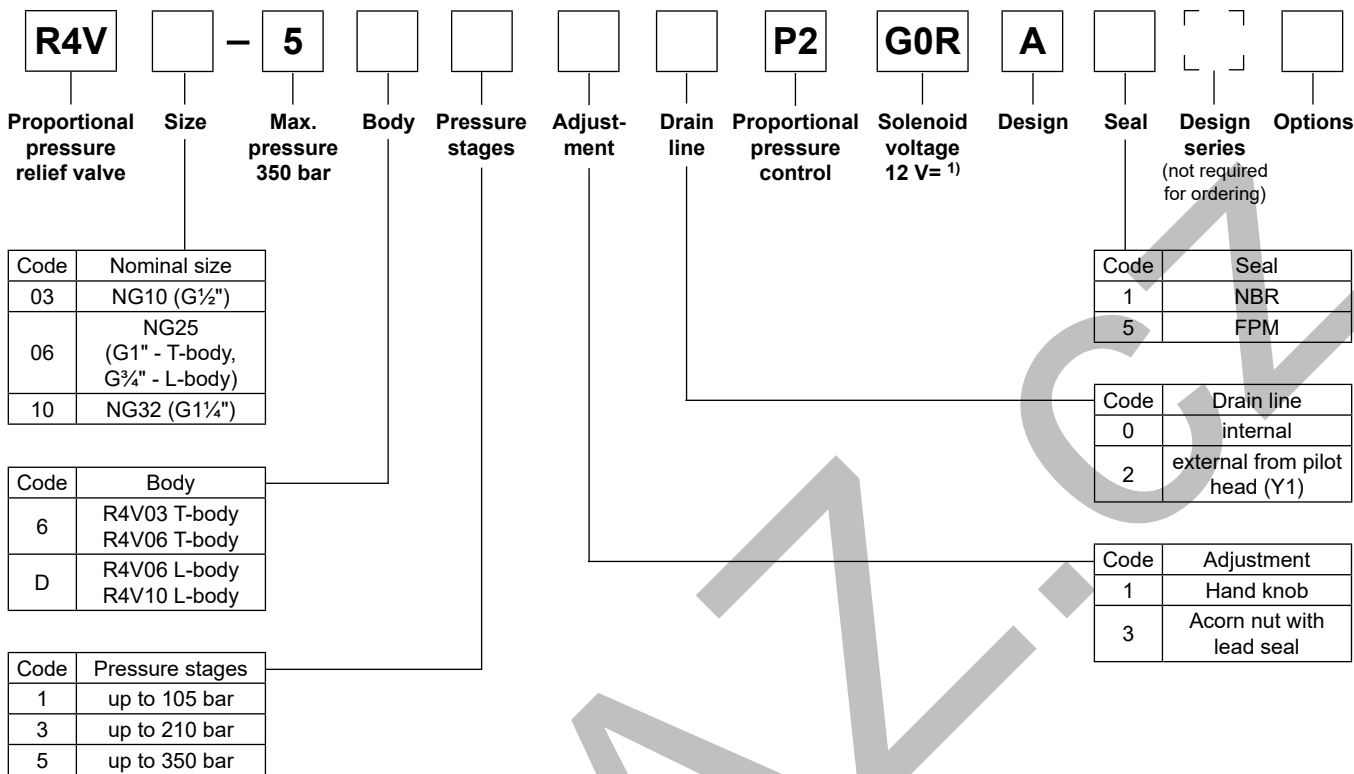 R4V – 5 P2 G0R A
Proportional pressure relief valve
Size
Max. pressure 350 bar
Body
Pressure stages
Adjust-
ment
Drain line
Proportional pressure control
Solenoid voltage 12 V= 1)
Design
Seal
Design series (not required for ordering)
Options
Code Nominal size
03 NG10 (G½")
06 NG25 (G1" - T-body, G¾" - L-body)
10 NG32 (G1¼")
Code Body
6 R4V03 T-body R4V06 T-body
D R4V06 L-body R4V10 L-body
Code Pressure stages
1 up to 105 bar
3 up to 210 bar
5 up to 350 bar
Code Seal
1 NBR
5 FPM
Code Drain line
0 internal
2 external from pilot head (Y1)
Code Adjustment
1 Hand knob
3 Acorn nut with lead seal
AZ.CZ